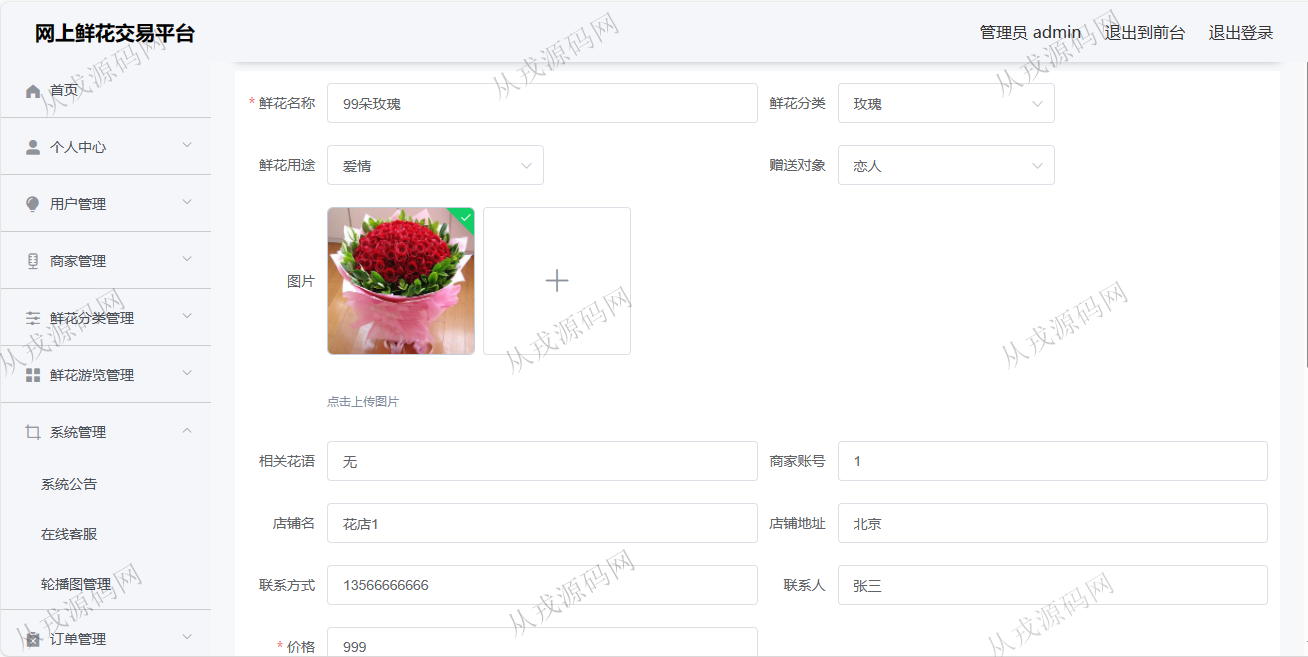 网上鲜花交易平台
管理员 admin 退出到前台 退出登录
首页
个人中心
用户管理
商家管理
鲜花分类管理
鲜花游览管理
系统管理
系统公告
在线客服
轮播图管理
订单管理
* 鲜花名称 99朵玫瑰 鲜花分类 玫瑰
鲜花用途 爱情 赠送对象 恋人
图片
点击上传图片
相关花语 无 商家账号 1
店铺名 花店1 店铺地址 北京
联系方式 13566666666 联系人 张三
* 价格 999
从戎源码网
从戎源码网
从戎源码网
从戎源码网
从戎源码网
从戎源码网
从戎源码网
从戎源码网
从戎源码网